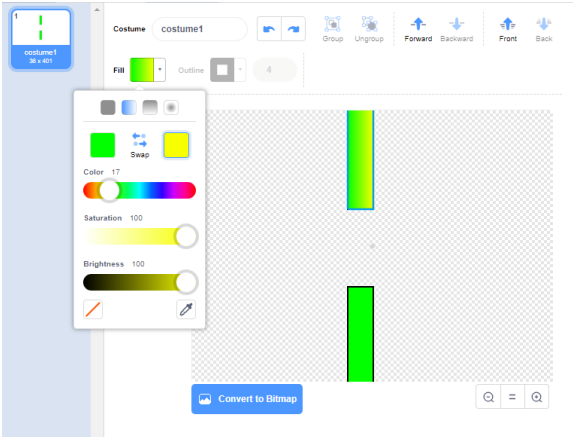 1
costume1
38 x 401
Costume costume1
Group Ungroup Forward Backward Front Back
Fill Outline 4
Swap
Color 17
Saturation 100
Brightness 100
Convert to Bitmap